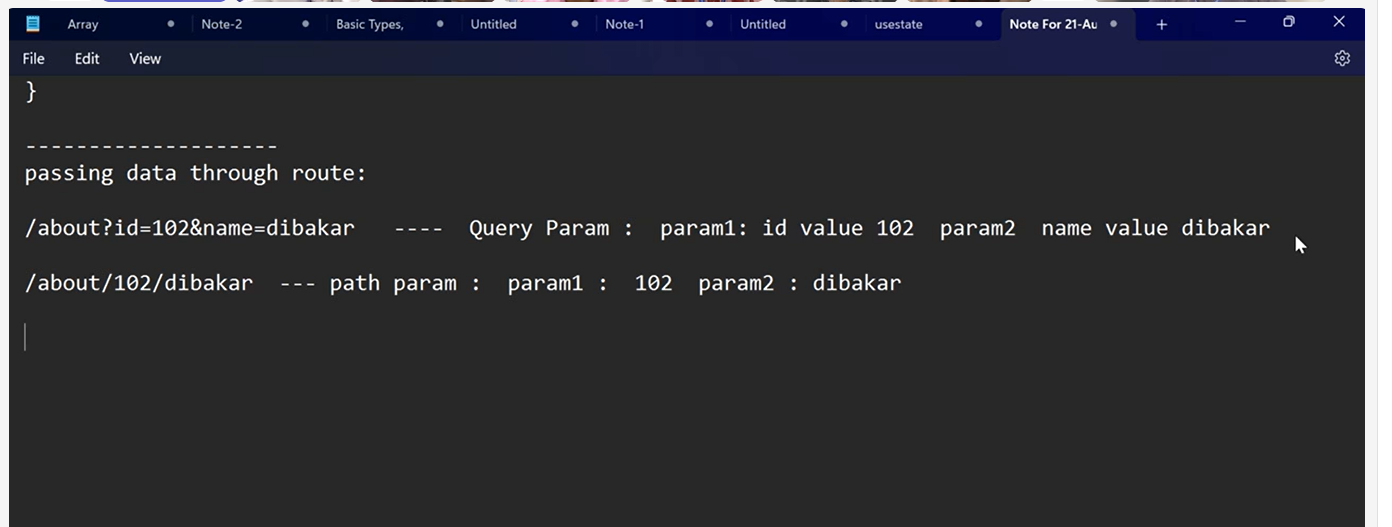 Array Note-2 Basic Types, Untitled Note-1 Untitled usestate Note For 21-Au
File Edit View
}
--------------------
passing data through route:
/about?id=102&name=dibakar ---- Query Param : param1: id value 102 param2 name value dibakar
/about/102/dibakar --- path param : param1 : 102 param2 : dibakar